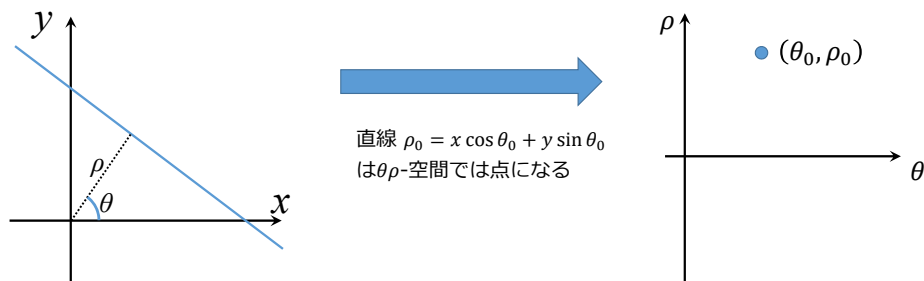 y
ρ
θ
x
直線 ρ₀ = x cos θ₀ + y sin θ₀
はθρ-空間では点になる
ρ
(θ₀, ρ₀)
θ